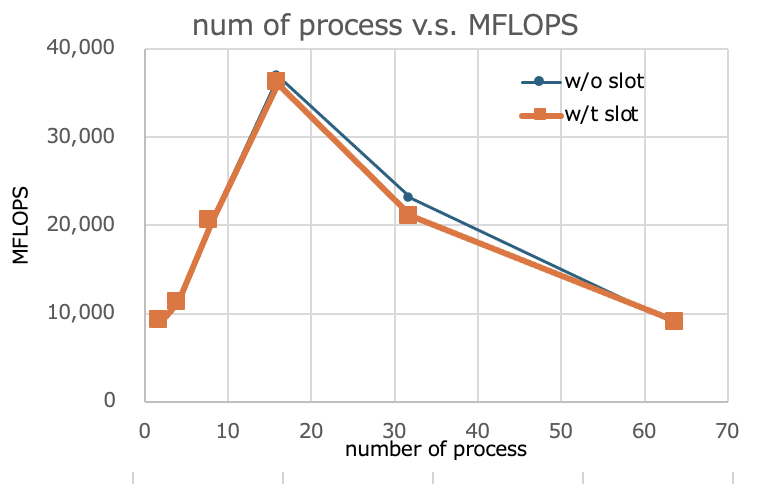 num of process v.s. MFLOPS
40,000
w/o slot
w/t slot
30,000
MFLOPS
20,000
10,000
0
0 10 20 30 40 50 60 70
number of process